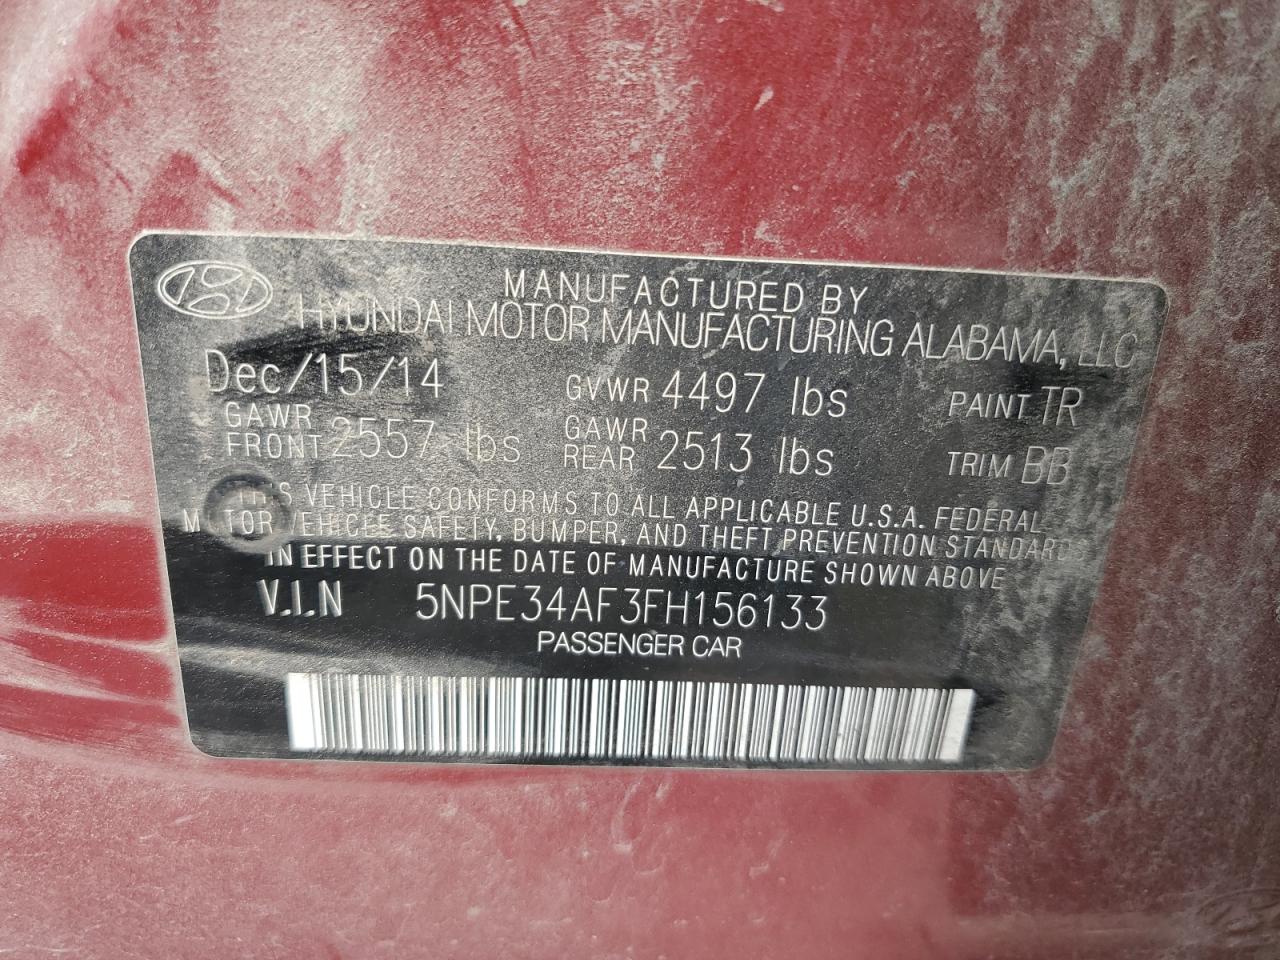 MANUFACTURED BY
HYUNDAI MOTOR MANUFACTURING ALABAMA, LLC
Dec/15/14 GVWR 4497 lbs PAINT TR
GAWR FRONT 2557 lbs GAWR REAR 2513 lbs TRIM BB
THIS VEHICLE CONFORMS TO ALL APPLICABLE U.S.A. FEDERAL
MOTOR VEHICLE SAFETY, BUMPER, AND THEFT PREVENTION STANDARDS
IN EFFECT ON THE DATE OF MANUFACTURE SHOWN ABOVE
V.I.N 5NPE34AF3FH156133
PASSENGER CAR